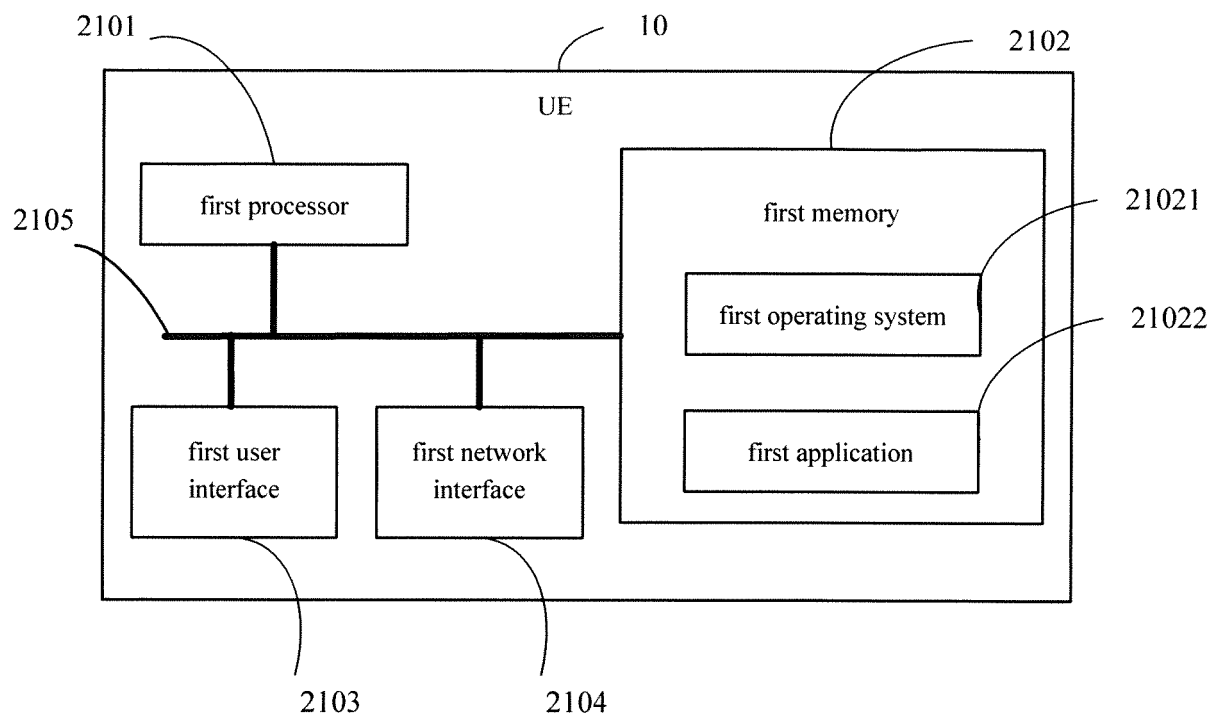 2101
10
2102
UE
first processor
2105
first memory
21021
first operating system
21022
first user
interface
first network
interface
first application
2103
2104